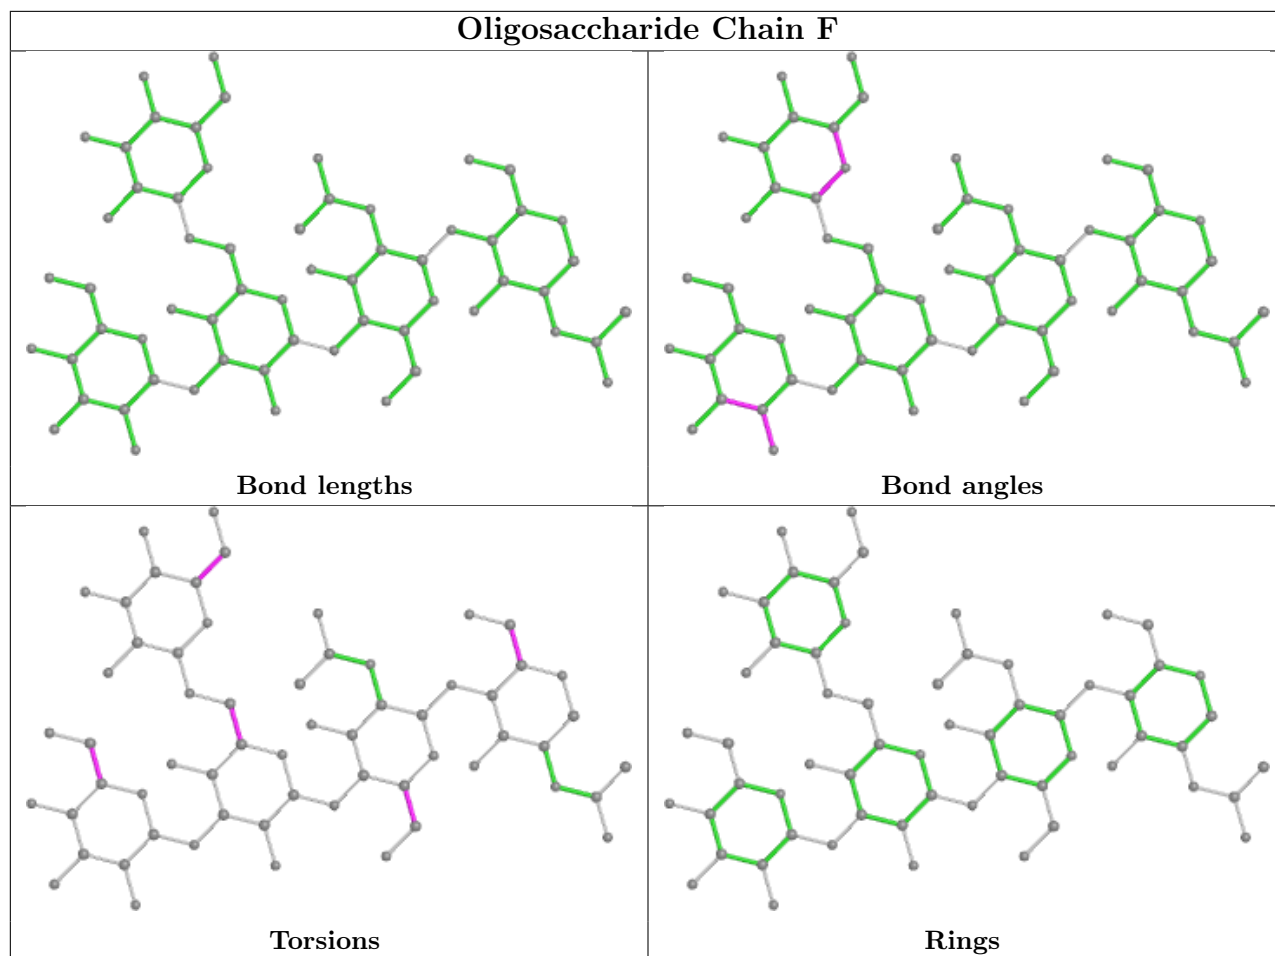 Oligosaccharide Chain F
Bond lengths
Bond angles
Torsions
Rings